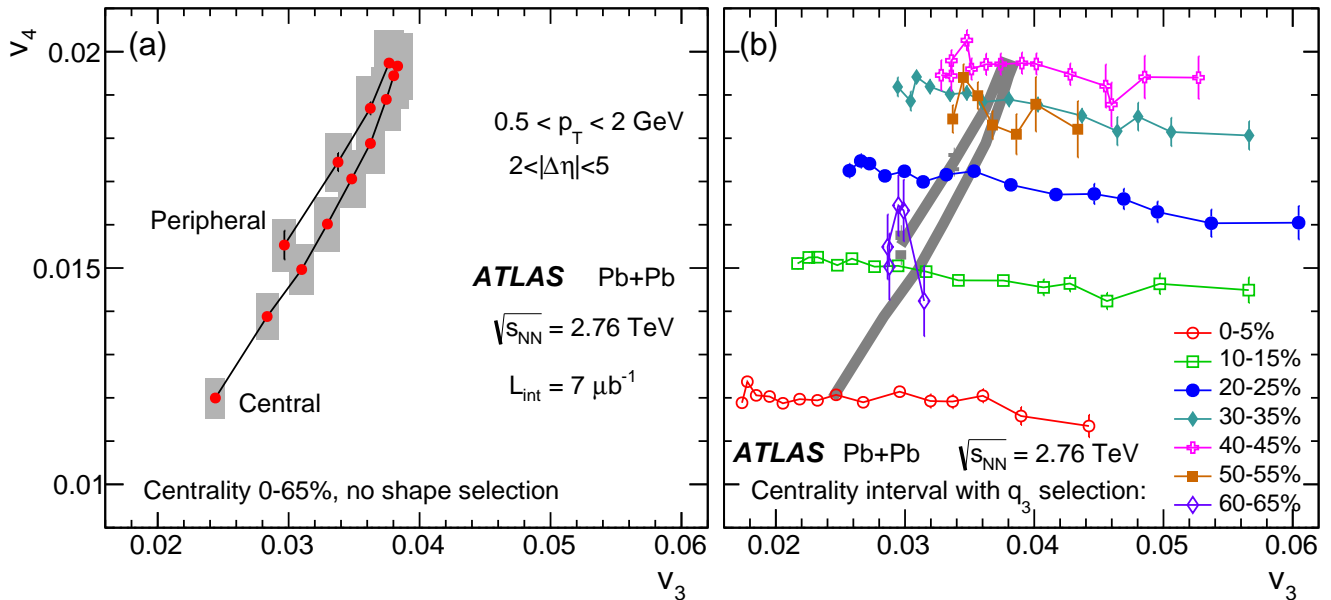 (a)
v₄
0.02
0.015
0.01
0.5 < p_T < 2 GeV
2<|Δη|<5
Peripheral
ATLAS Pb+Pb
√s_NN = 2.76 TeV
L_int = 7 μb⁻¹
Central
Centrality 0-65%, no shape selection
0.02 0.03 0.04 0.05 0.06
v₃
(b)
0-5%
10-15%
20-25%
30-35%
40-45%
50-55%
60-65%
ATLAS Pb+Pb √s_NN = 2.76 TeV
Centrality interval with q₃ selection:
0.02 0.03 0.04 0.05 0.06
v₃